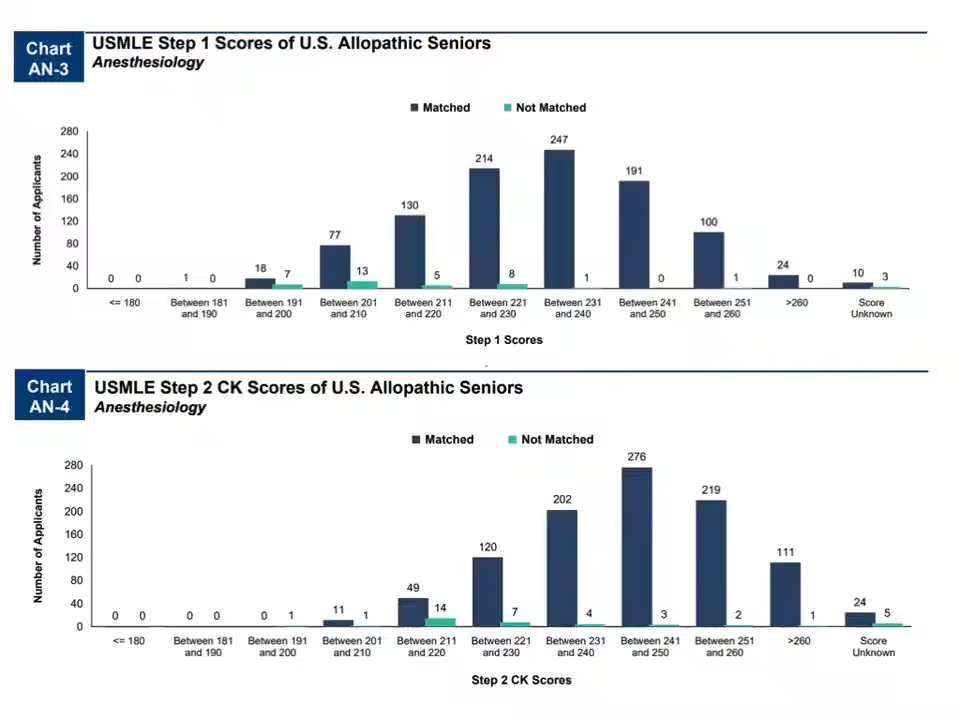 Chart
AN-3
USMLE Step 1 Scores of U.S. Allopathic Seniors
Anesthesiology
Matched Not Matched
Number of Applicants
280
240
200
160
120
80
40
0
0 0 1 0 18 7 77 13 130 5 214 8 247 1 191 0 100 1 24 0 10 3
<= 180 Between 181 Between 191 Between 201 Between 211 Between 221 Between 231 Between 241 Between 251 >260 Score
and 190 and 200 and 210 and 220 and 230 and 240 and 250 and 260 Unknown
Step 1 Scores
Chart
AN-4
USMLE Step 2 CK Scores of U.S. Allopathic Seniors
Anesthesiology
Matched Not Matched
Number of Applicants
280
240
200
160
120
80
40
0
0 0 0 0 0 1 11 1 49 14 120 7 202 4 276 3 219 2 111 1 24 5
<= 180 Between 181 Between 191 Between 201 Between 211 Between 221 Between 231 Between 241 Between 251 >260 Score
and 190 and 200 and 210 and 220 and 230 and 240 and 250 and 260 Unknown
Step 2 CK Scores